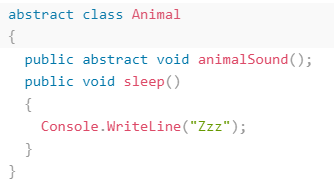 abstract class Animal
{
  public abstract void animalSound();
  public void sleep()
  {
    Console.WriteLine("Zzz");
  }
}